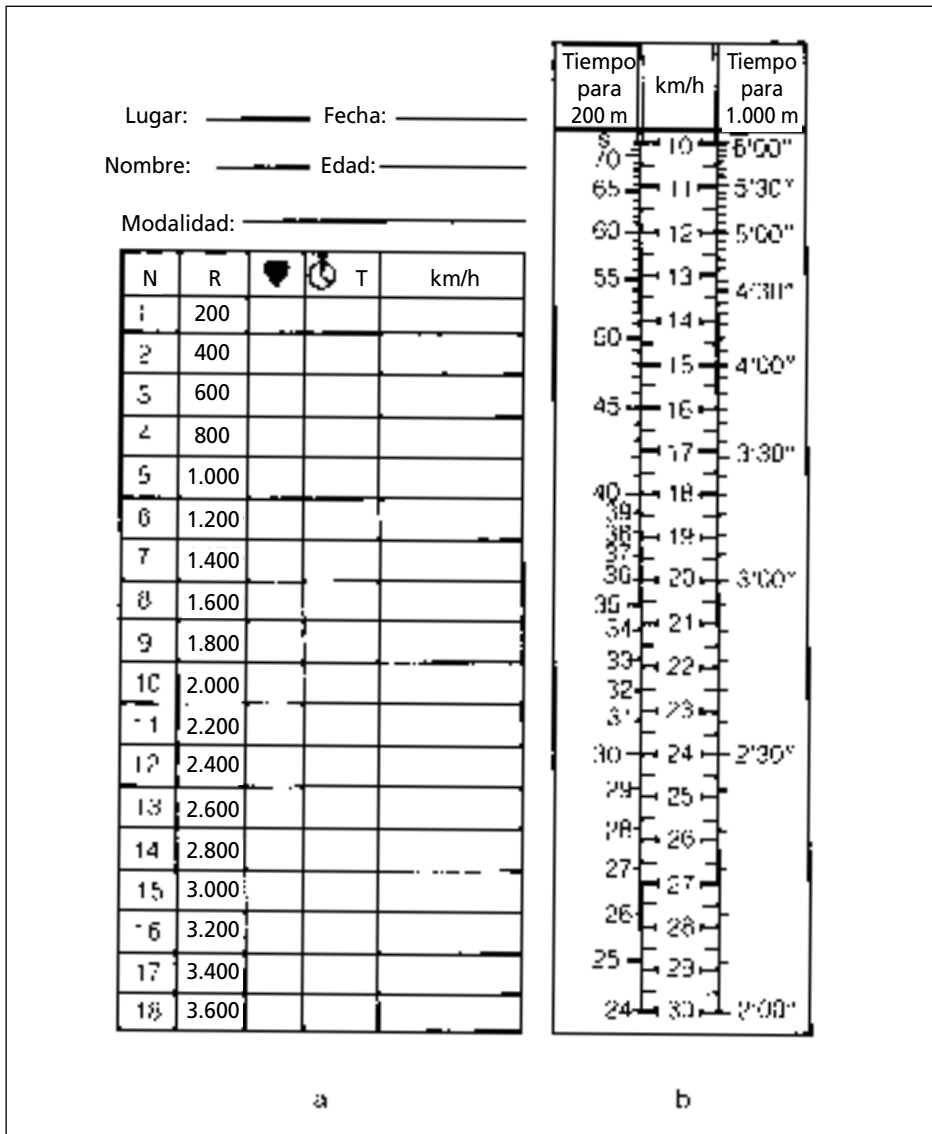 Lugar: Fecha:
Nombre: Edad:
Modalidad:
N R T km/h
1 200
2 400
3 600
4 800
5 1.000
6 1.200
7 1.400
8 1.600
9 1.800
10 2.000
11 2.200
12 2.400
13 2.600
14 2.800
15 3.000
16 3.200
17 3.400
18 3.600
a
Tiempo para 200 m
km/h
Tiempo para 1.000 m
s
70 10 6'00"
65 11 5'30"
60 12 5'00"
55 13
4'30"
14
50
15 4'00"
45 16
17 3'30"
40 18
39
38 19
37
36 20 3'00"
35
34 21
33
22
32
31 23
30 24 2'30"
29
25
28
26
27
27
26
28
25
29
24 30 2'00"
b